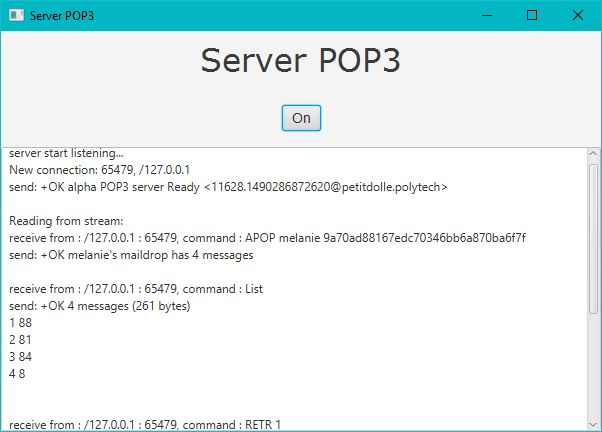 Server POP3
Server POP3
On
server start listening...
New connection: 65479, /127.0.0.1
send: +OK alpha POP3 server Ready <11628.1490286872620@petitdolle.polytech>
Reading from stream:
receive from : /127.0.0.1 : 65479, command : APOP melanie 9a70ad88167edc70346bb6a870ba6f7f
send: +OK melanie's maildrop has 4 messages
receive from : /127.0.0.1 : 65479, command : List
send: +OK 4 messages (261 bytes)
1 88
2 81
3 84
4 8
receive from : /127.0.0.1 : 65479, command : RETR 1